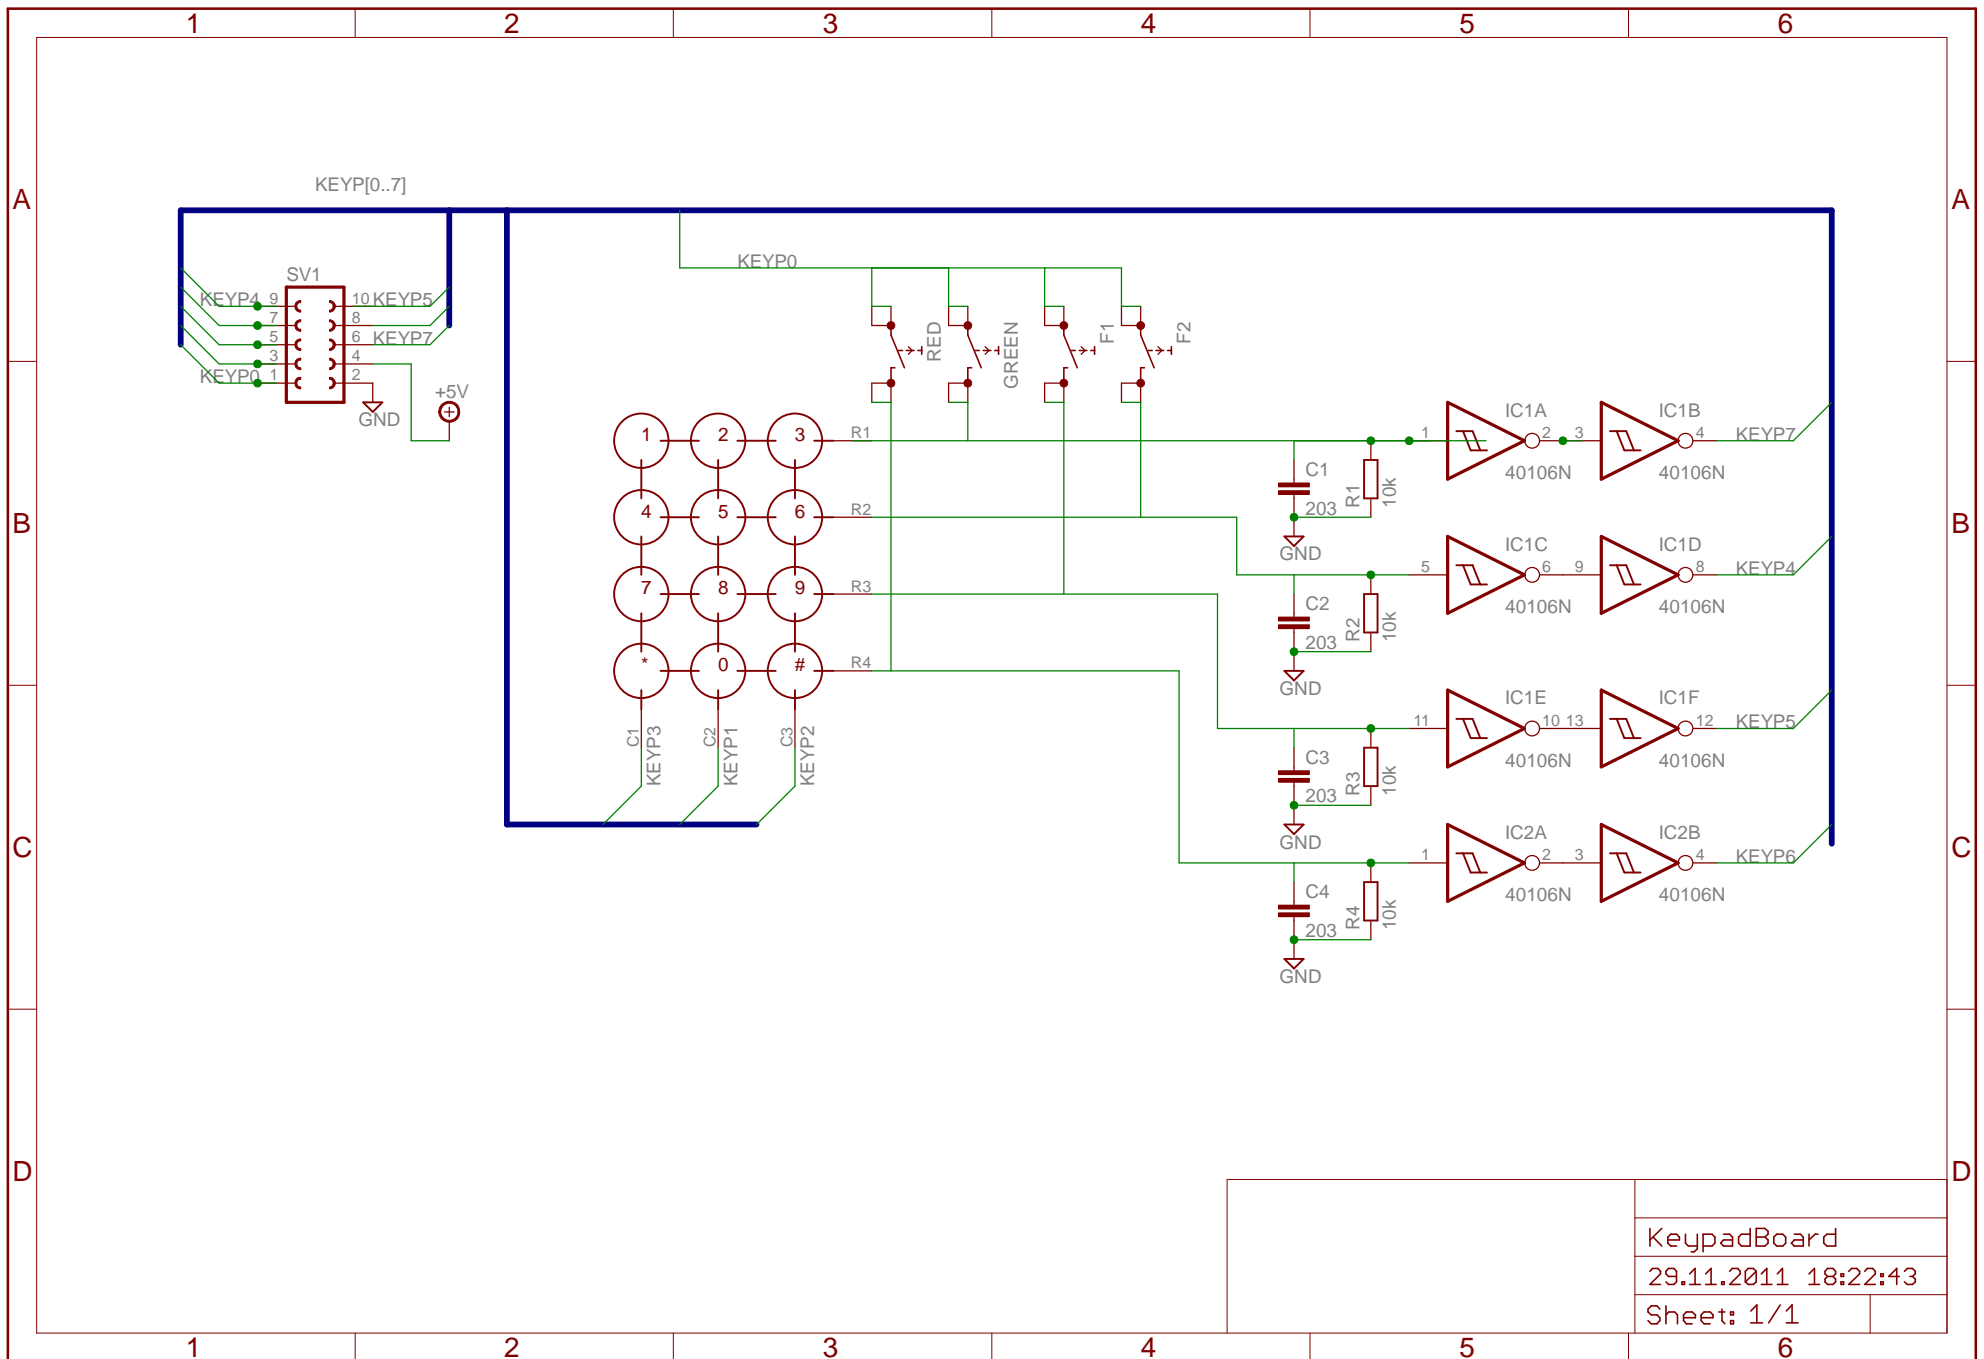 1 2 3 4 5 6
A A
KEYP[0..7]
KEYP0
SV1
KEYP4 9 10 KEYP5
7 8
5 6 KEYP7
3 4
KEYP0 1 2
GND
+5V
RED
GREEN
F1
F2
1 2 3 R1
4 5 6 R2
7 8 9 R3
* 0 # R4
C1 KEYP3
C2 KEYP1
C3 KEYP2
B B
C1
203
R1
10k
GND
1 IC1A 2 3 IC1B 4 KEYP7
40106N 40106N
C2
203
R2
10k
GND
5 IC1C 6 9 IC1D 8 KEYP4
40106N 40106N
C3
203
R3
10k
GND
11 IC1E 10 13 IC1F 12 KEYP5
40106N 40106N
C C
C4
203
R4
10k
GND
1 IC2A 2 3 IC2B 4 KEYP6
40106N 40106N
D D
KeypadBoard
29.11.2011 18:22:43
Sheet: 1/1
1 2 3 4 5 6